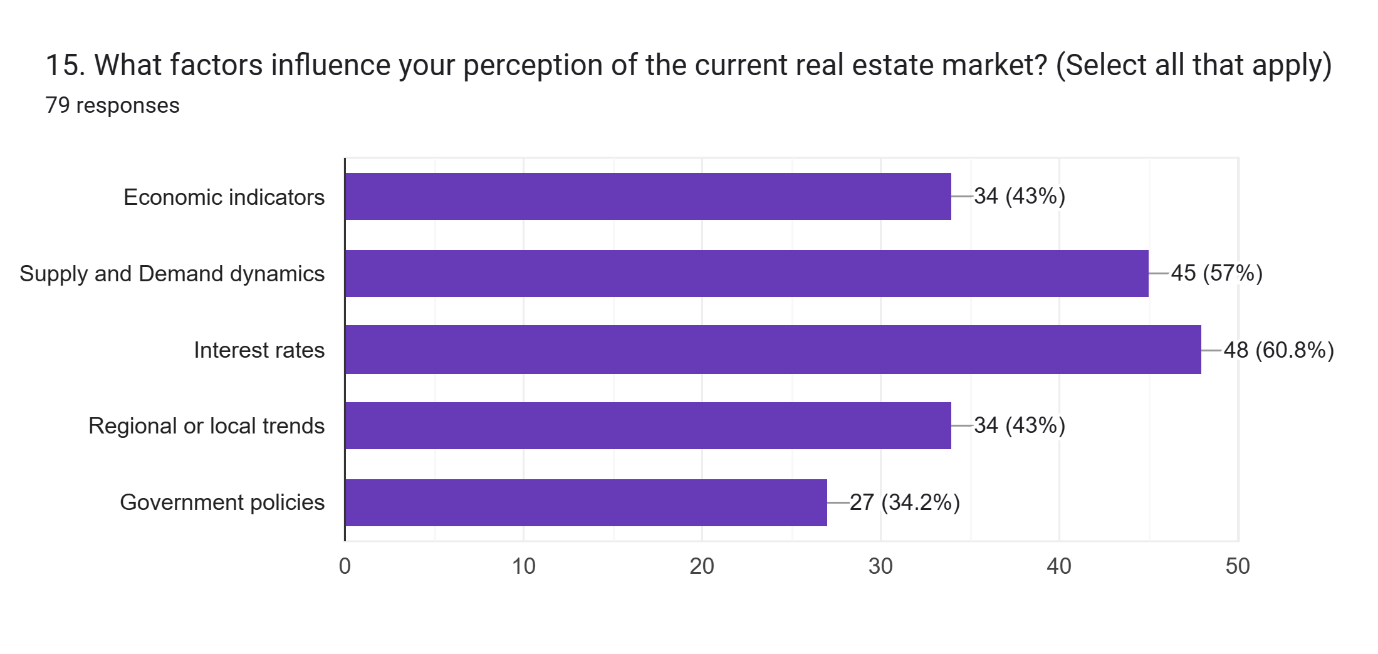 15. What factors influence your perception of the current real estate market? (Select all that apply)
79 responses
Economic indicators
34 (43%)
Supply and Demand dynamics
45 (57%)
Interest rates
48 (60.8%)
Regional or local trends
34 (43%)
Government policies
27 (34.2%)
0 10 20 30 40 50